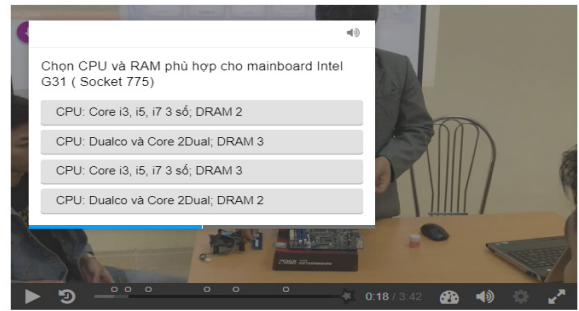 Chọn CPU và RAM phù hợp cho mainboard Intel
G31 ( Socket 775)
CPU: Core i3, i5, i7 3 số; DRAM 2
CPU: Dualco và Core 2Dual; DRAM 3
CPU: Core i3, i5, i7 3 số; DRAM 3
CPU: Dualco và Core 2Dual; DRAM 2
0:18 / 3:42